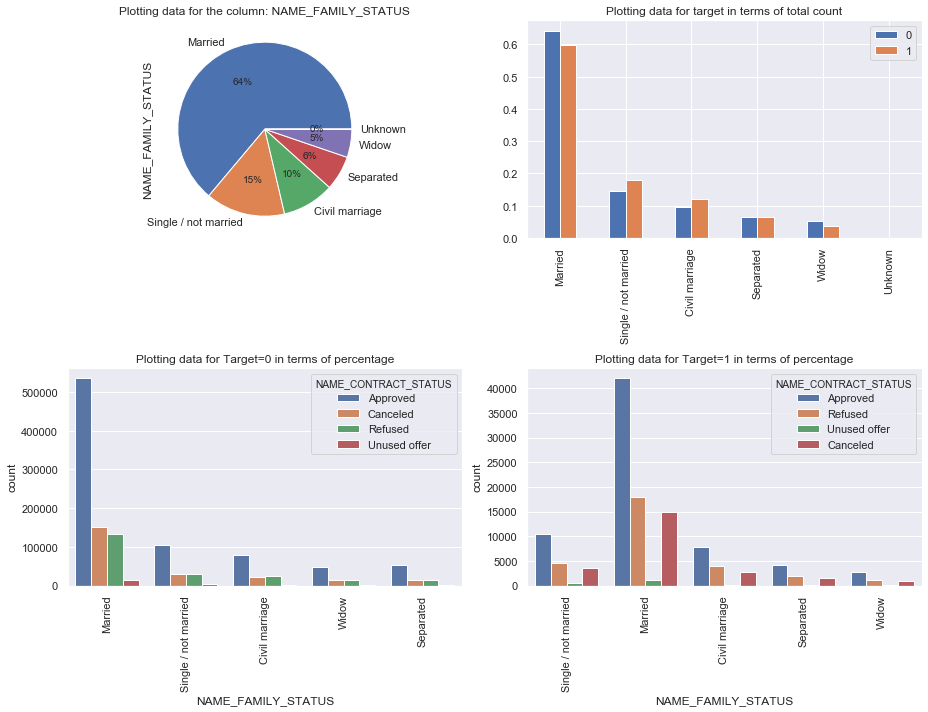 Plotting data for the column: NAME_FAMILY_STATUS
NAME_FAMILY_STATUS
Married
64%
Single / not married
15%
Civil marriage
10%
Separated
6%
Widow
5%
Unknown
0%
Plotting data for target in terms of total count
0
1
0.6
0.5
0.4
0.3
0.2
0.1
0.0
Married
Single / not married
Civil marriage
Separated
Widow
Unknown
Plotting data for Target=0 in terms of percentage
NAME_CONTRACT_STATUS
Approved
Canceled
Refused
Unused offer
count
500000
400000
300000
200000
100000
0
Married
Single / not married
Civil marriage
Widow
Separated
NAME_FAMILY_STATUS
Plotting data for Target=1 in terms of percentage
NAME_CONTRACT_STATUS
Approved
Refused
Unused offer
Canceled
count
40000
35000
30000
25000
20000
15000
10000
5000
0
Single / not married
Married
Civil marriage
Separated
Widow
NAME_FAMILY_STATUS